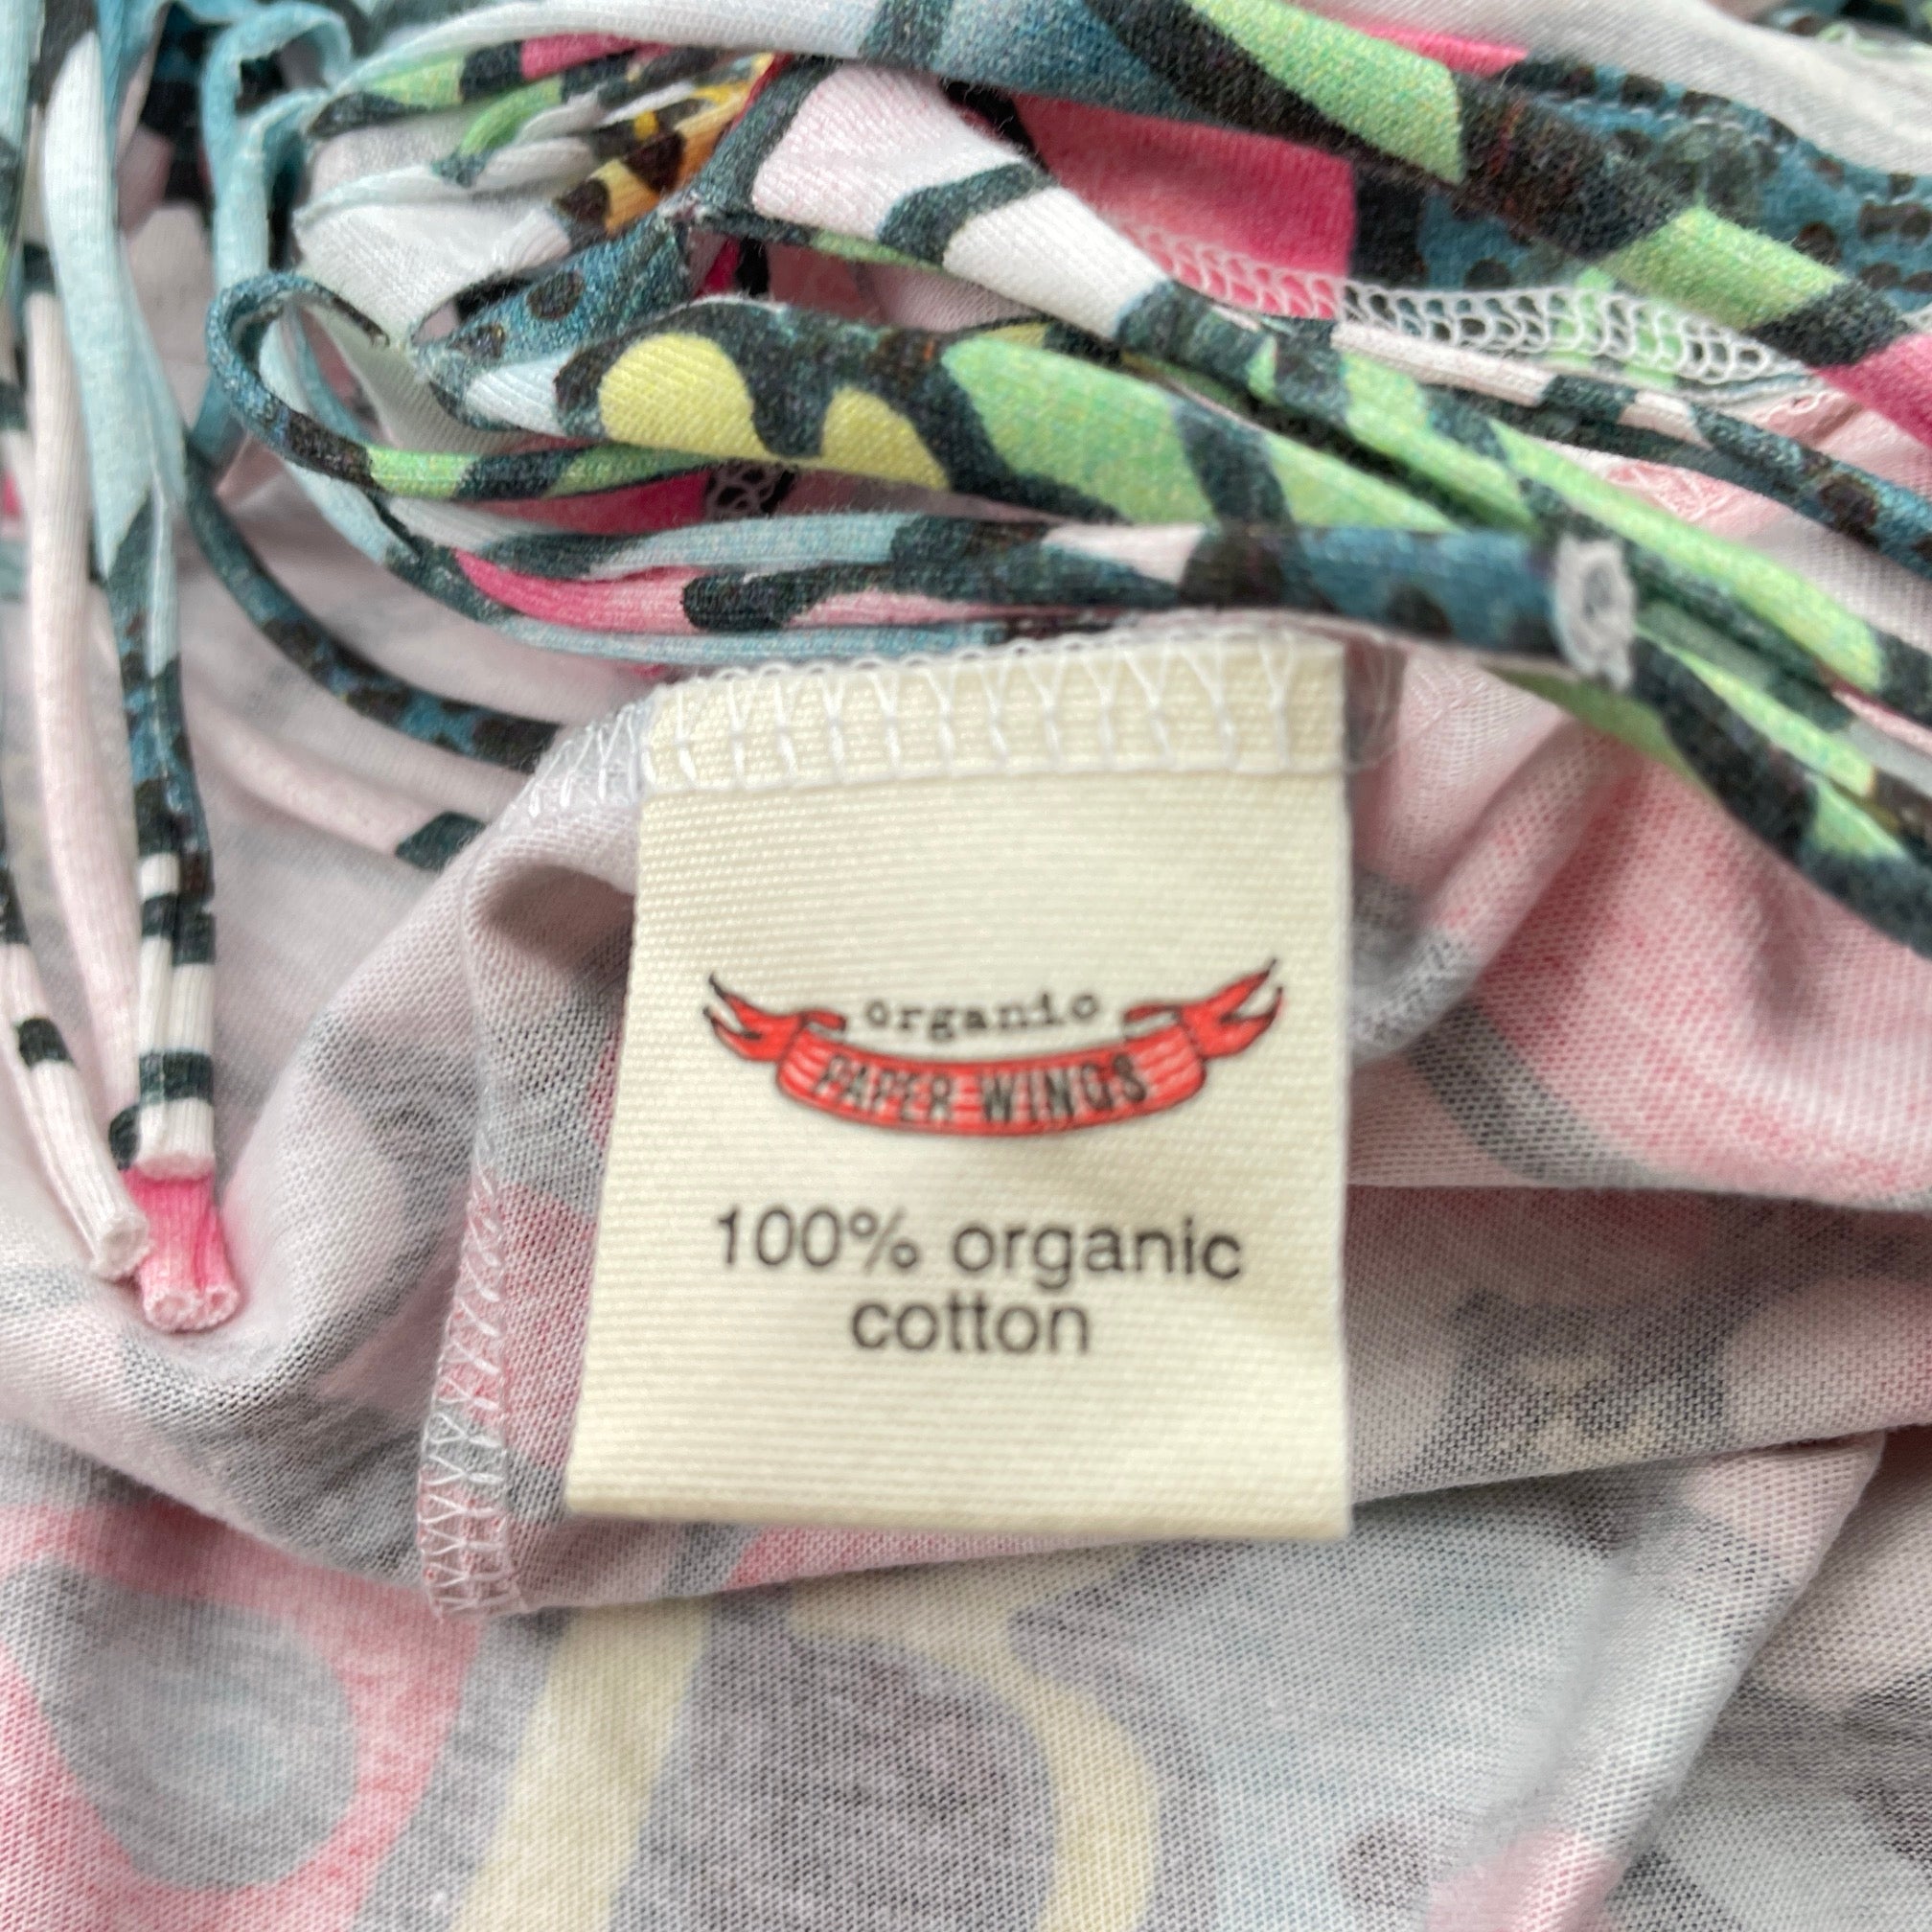 organic
PAPER WINGS
100% organic
cotton